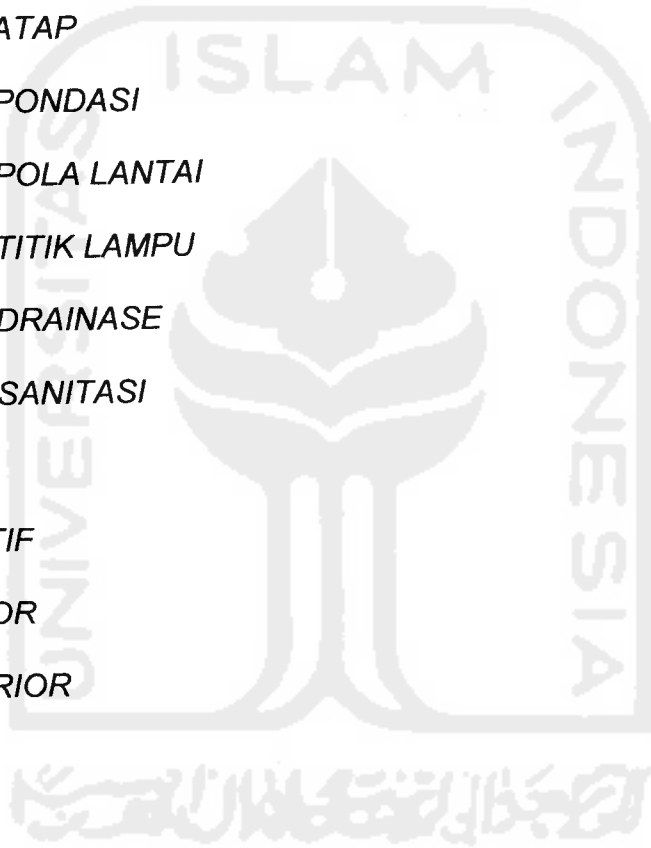 ATAP
PONDASI
POLA LANTAI
TITIK LAMPU
DRAINASE
SANITASI
TIF
OR
RIOR
UNIVERSITAS
ISLAM
INDONESIA